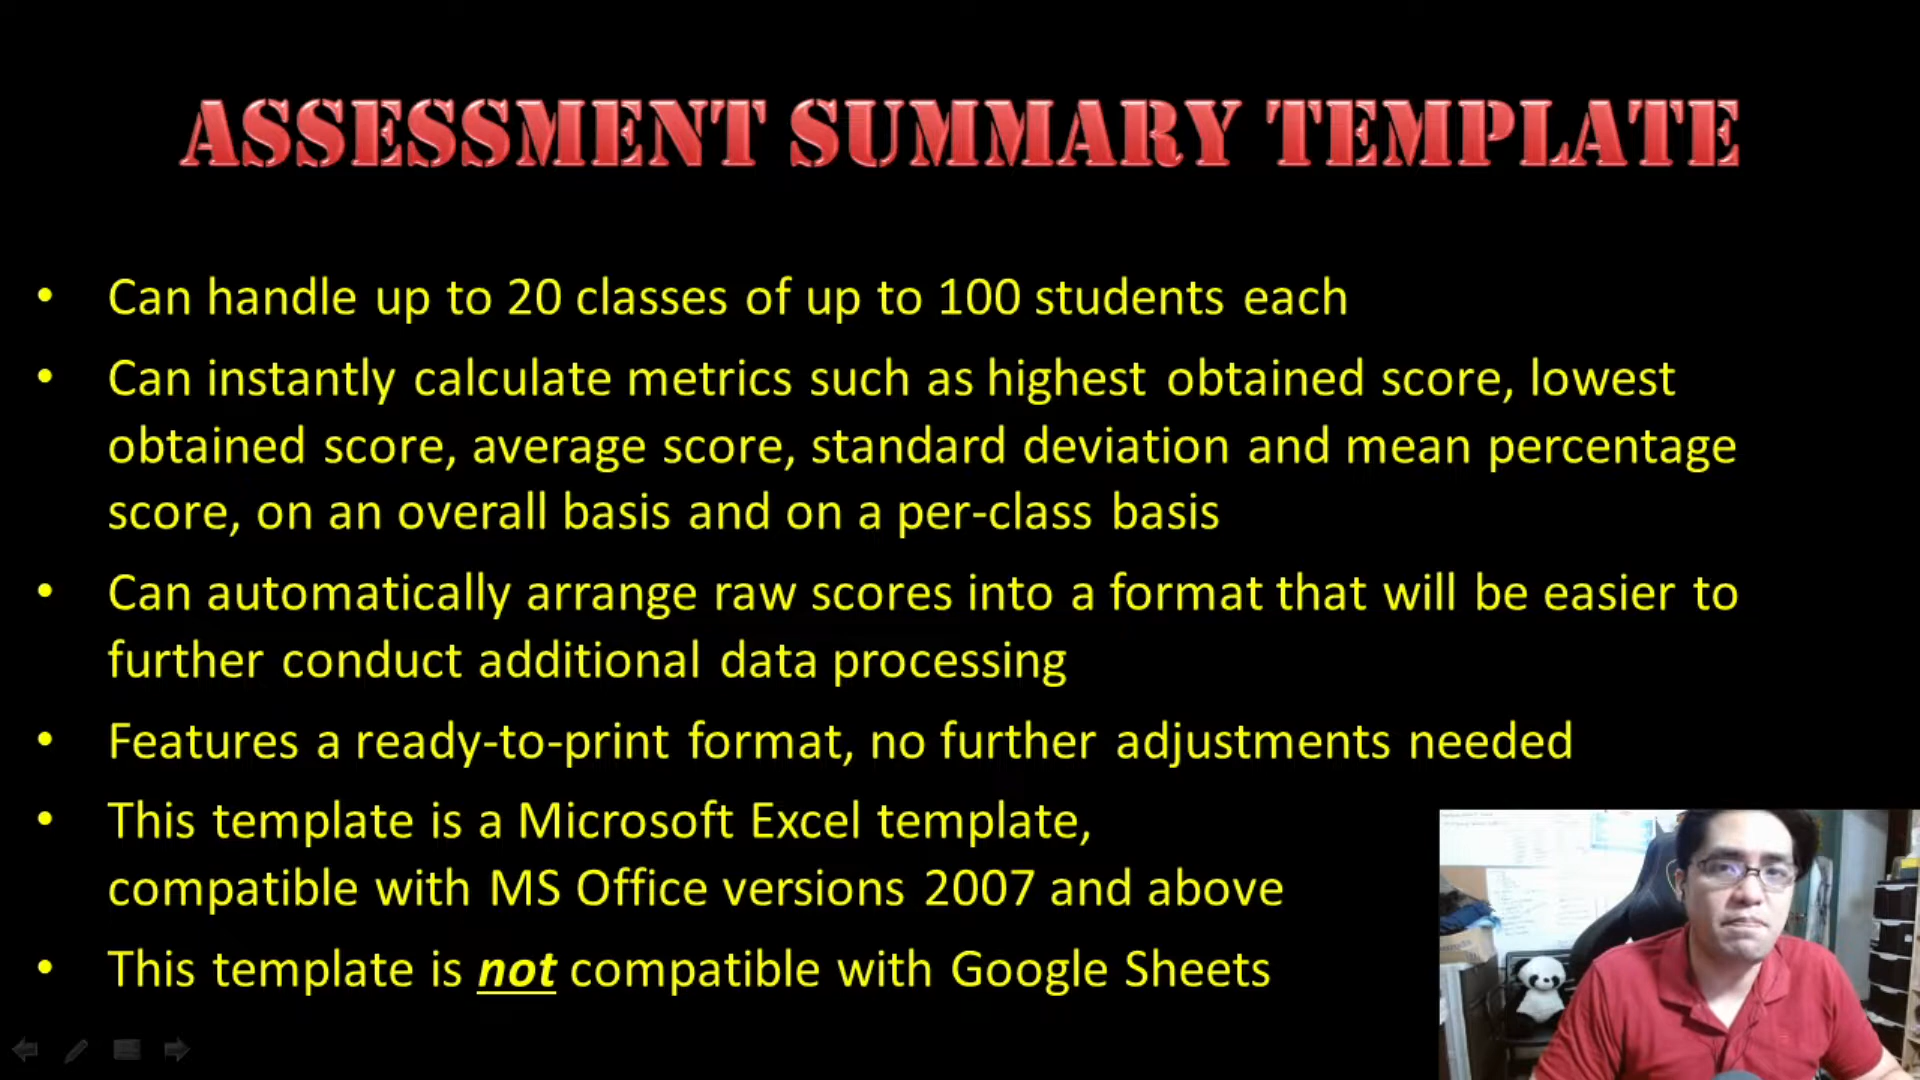 ASSESSMENT SUMMARY TEMPLATE
• Can handle up to 20 classes of up to 100 students each
• Can instantly calculate metrics such as highest obtained score, lowest
obtained score, average score, standard deviation and mean percentage
score, on an overall basis and on a per-class basis
• Can automatically arrange raw scores into a format that will be easier to
further conduct additional data processing
• Features a ready-to-print format, no further adjustments needed
• This template is a Microsoft Excel template,
compatible with MS Office versions 2007 and above
• This template is not compatible with Google Sheets